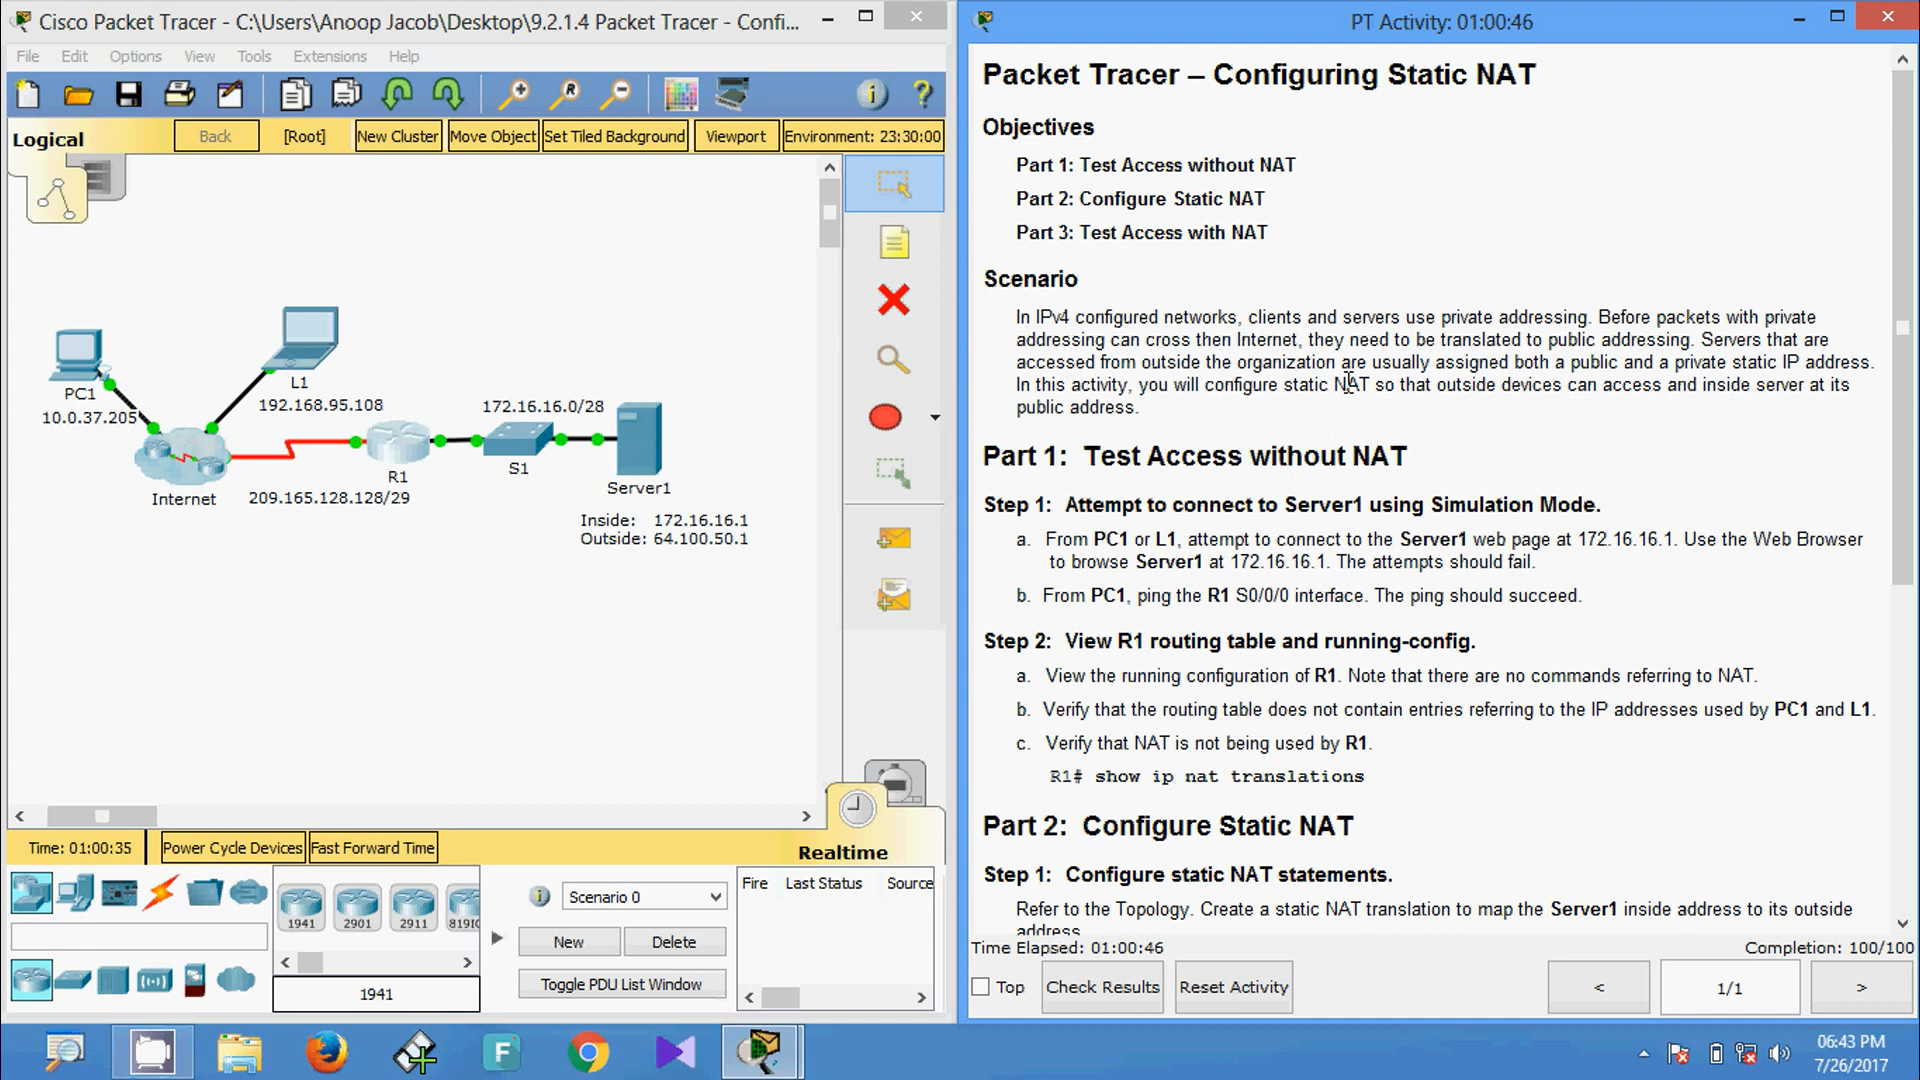 Cisco Packet Tracer - C:\Users\Anoop Jacob\Desktop\9.2.1.4 Packet Tracer - Confi...
File Edit Options View Tools Extensions Help
Logical Back [Root] New Cluster Move Object Set Tiled Background Viewport Environment: 23:30:00
L1
192.168.95.108
PC1
10.0.37.205
172.16.16.0/28
R1
S1
Server1
Internet
209.165.128.128/29
Inside: 172.16.16.1
Outside: 64.100.50.1
Time: 01:00:35 Power Cycle Devices Fast Forward Time
Realtime
1941 2901 2911 819IC
1941
Scenario 0
New Delete
Toggle PDU List Window
Fire Last Status Source
PT Activity: 01:00:46
Packet Tracer – Configuring Static NAT
Objectives
Part 1: Test Access without NAT
Part 2: Configure Static NAT
Part 3: Test Access with NAT
Scenario
In IPv4 configured networks, clients and servers use private addressing. Before packets with private
addressing can cross then Internet, they need to be translated to public addressing. Servers that are
accessed from outside the organization are usually assigned both a public and a private static IP address.
In this activity, you will configure static NAT so that outside devices can access and inside server at its
public address.
Part 1: Test Access without NAT
Step 1: Attempt to connect to Server1 using Simulation Mode.
a. From PC1 or L1, attempt to connect to the Server1 web page at 172.16.16.1. Use the Web Browser
to browse Server1 at 172.16.16.1. The attempts should fail.
b. From PC1, ping the R1 S0/0/0 interface. The ping should succeed.
Step 2: View R1 routing table and running-config.
a. View the running configuration of R1. Note that there are no commands referring to NAT.
b. Verify that the routing table does not contain entries referring to the IP addresses used by PC1 and L1.
c. Verify that NAT is not being used by R1.
R1# show ip nat translations
Part 2: Configure Static NAT
Step 1: Configure static NAT statements.
Refer to the Topology. Create a static NAT translation to map the Server1 inside address to its outside
address.
Time Elapsed: 01:00:46 Completion: 100/100
Top Check Results Reset Activity < 1/1 >
06:43 PM
7/26/2017